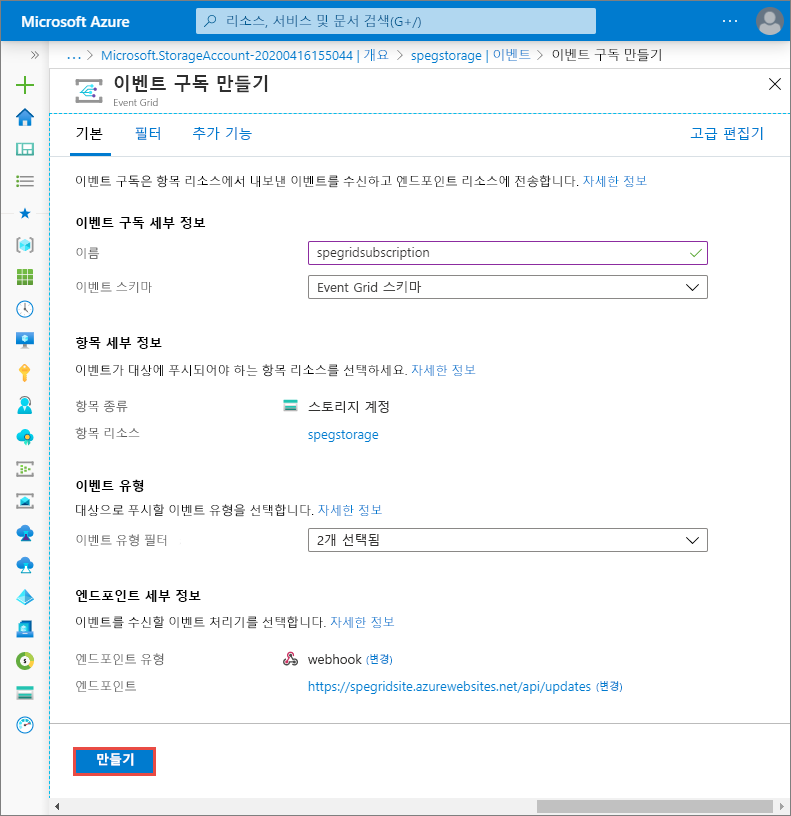 Microsoft Azure
리소스, 서비스 및 문서 검색(G+/)
...
» ... > Microsoft.StorageAccount-20200416155044 | 개요 > spegstorage | 이벤트 > 이벤트 구독 만들기
이벤트 구독 만들기
Event Grid
기본 필터 추가 기능 고급 편집기
이벤트 구독은 항목 리소스에서 내보낸 이벤트를 수신하고 엔드포인트 리소스에 전송합니다. 자세한 정보
이벤트 구독 세부 정보
이름 spegridsubscription
이벤트 스키마 Event Grid 스키마
항목 세부 정보
이벤트가 대상에 푸시되어야 하는 항목 리소스를 선택하세요. 자세한 정보
항목 종류 스토리지 계정
항목 리소스 spegstorage
이벤트 유형
대상으로 푸시할 이벤트 유형을 선택합니다. 자세한 정보
이벤트 유형 필터 2개 선택됨
엔드포인트 세부 정보
이벤트를 수신할 이벤트 처리기를 선택합니다. 자세한 정보
엔드포인트 유형 webhook (변경)
엔드포인트 https://spegridsite.azurewebsites.net/api/updates (변경)
만들기